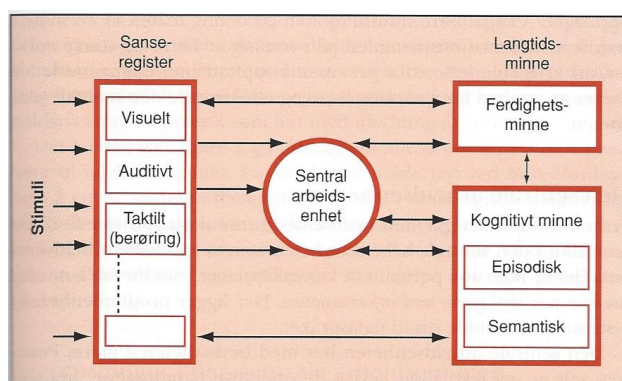 Sanse-
register
Langtids-
minne
Stimuli
Visuelt
Auditivt
Taktilt
(berøring)
Sentral
arbeids-
enhet
Ferdighets-
minne
Kognitivt minne
Episodisk
Semantisk